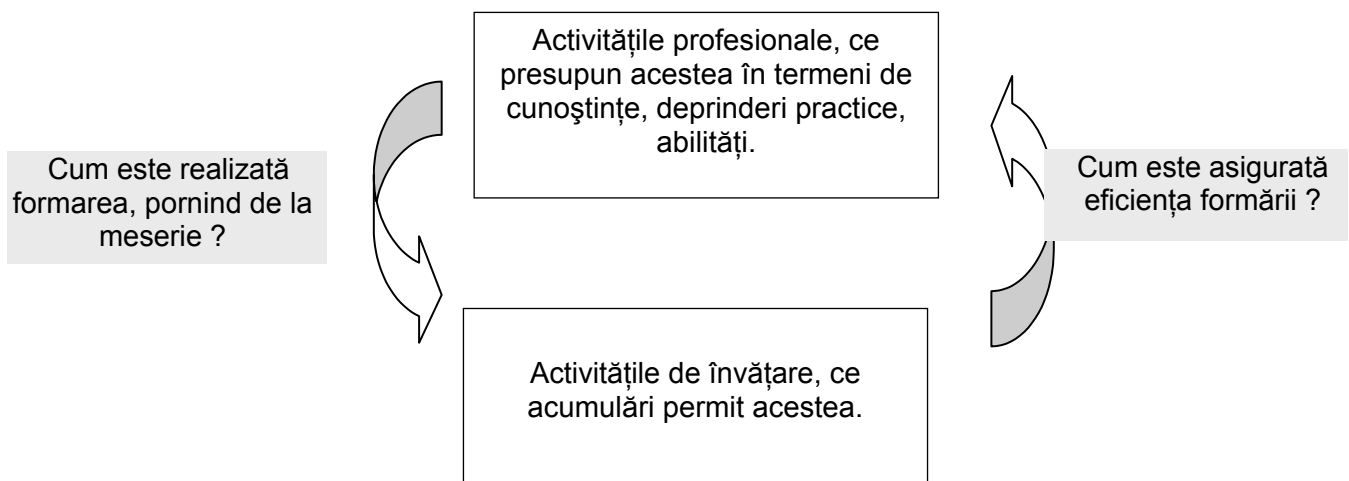 Activitățile profesionale, ce
presupun acestea în termeni de
cunoştințe, deprinderi practice,
abilități.
Cum este realizată
formarea, pornind de la
meserie ?
Cum este asigurată
eficiența formării ?
Activitățile de învățare, ce
acumulări permit acestea.